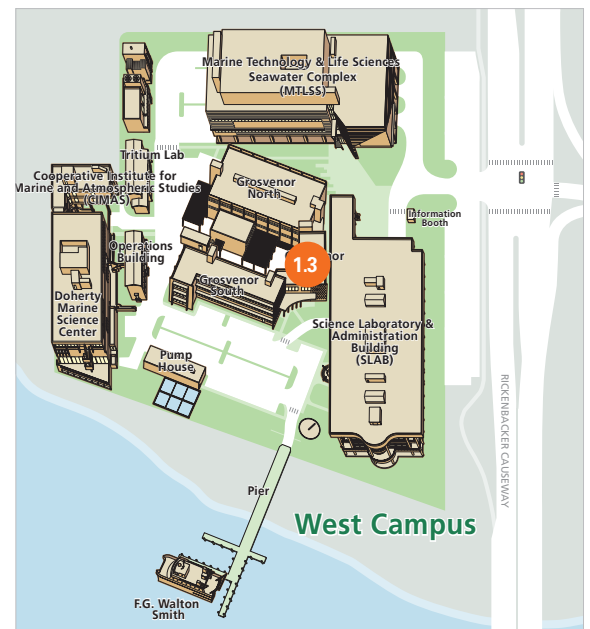 Marine Technology & Life Sciences
Seawater Complex
(MTLSS)
Tritium Lab
Cooperative Institute for
Marine and Atmospheric Studies
(CIMAS)
Grosvenor
North
Information
Booth
Operations
Building
1.3
Grosvenor
South
Doherty
Marine
Science
Center
Science Laboratory &
Administration
Building
(SLAB)
Pump
House
RICKENBACKER CAUSEWAY
Pier
West Campus
F.G. Walton
Smith